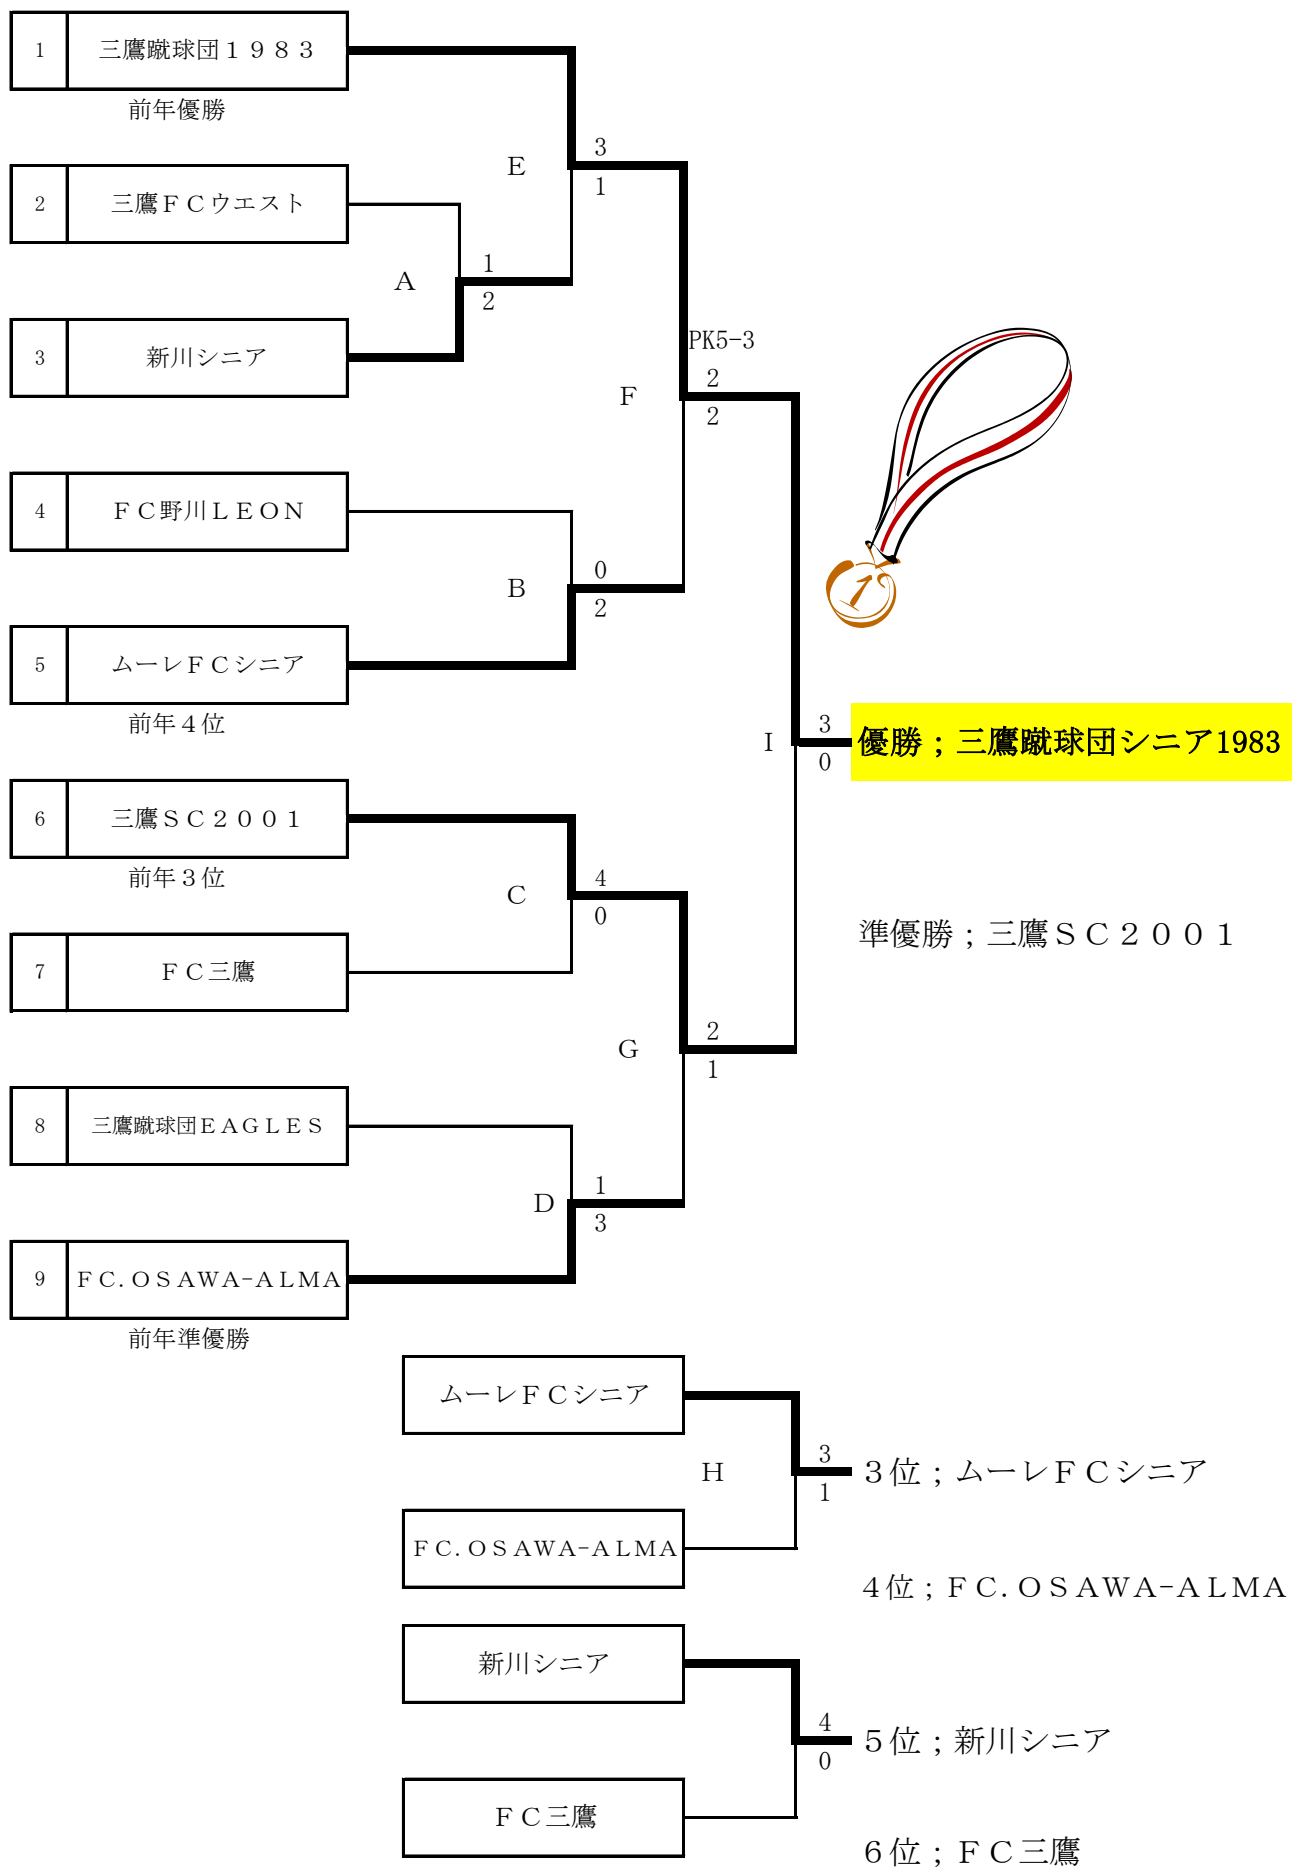 1 三鷹蹴球団１９８３
前年優勝
3
E
1
2 三鷹ＦＣウエスト
1
A
2
3 新川シニア
PK5-3
2
F
2
4 ＦＣ野川ＬＥＯＮ
0
B
2
5 ムーレＦＣシニア
前年４位
3
I
0
優勝；三鷹蹴球団シニア1983
6 三鷹ＳＣ２００１
前年３位
4
C
0
準優勝；三鷹ＳＣ２００１
7 ＦＣ三鷹
2
G
1
8 三鷹蹴球団ＥＡＧＬＥＳ
1
D
3
9 ＦＣ.ＯＳＡＷＡ-ＡＬＭＡ
前年準優勝
ムーレＦＣシニア
3
H
1
３位；ムーレＦＣシニア
ＦＣ.ＯＳＡＷＡ-ＡＬＭＡ
４位；ＦＣ.ＯＳＡＷＡ-ＡＬＭＡ
新川シニア
4
0
５位；新川シニア
ＦＣ三鷹
６位；ＦＣ三鷹
1